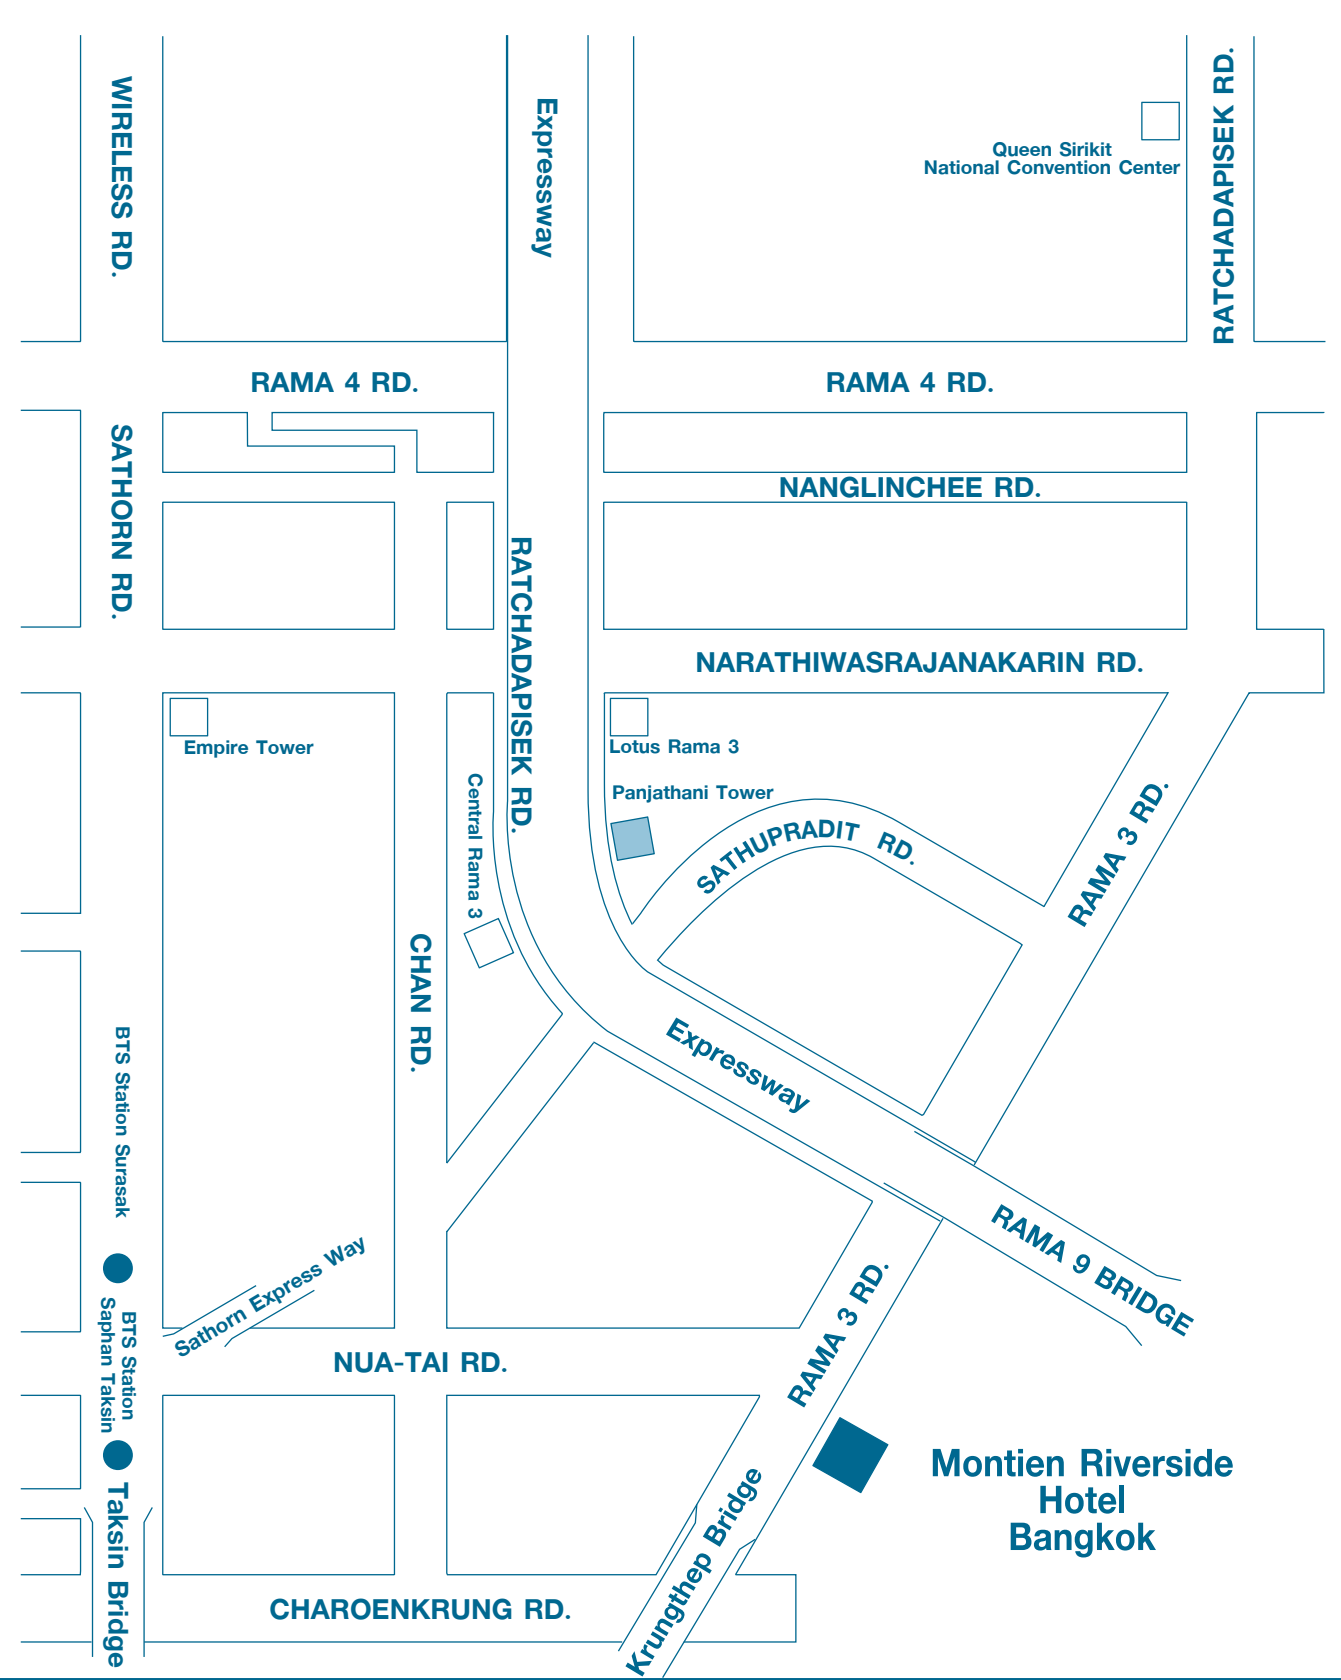 WIRELESS RD.
Expressway
Queen Sirikit
National Convention Center
RATCHADAPISEK RD.
RAMA 4 RD.
RAMA 4 RD.
SATHORN RD.
NANGLINCHEE RD.
RATCHADAPISEK RD.
NARATHIWASRAJANAKARIN RD.
Empire Tower
Lotus Rama 3
Central Rama 3
Panjathani Tower
SATHUPRADIT RD.
RAMA 3 RD.
CHAN RD.
BTS Station Surasak
Expressway
RAMA 9 BRIDGE
Sathorn Express Way
BTS Station
Saphan Taksin
NUA-TAI RD.
RAMA 3 RD.
Montien Riverside
Hotel
Bangkok
Taksin Bridge
Krungthep Bridge
CHAROENKRUNG RD.